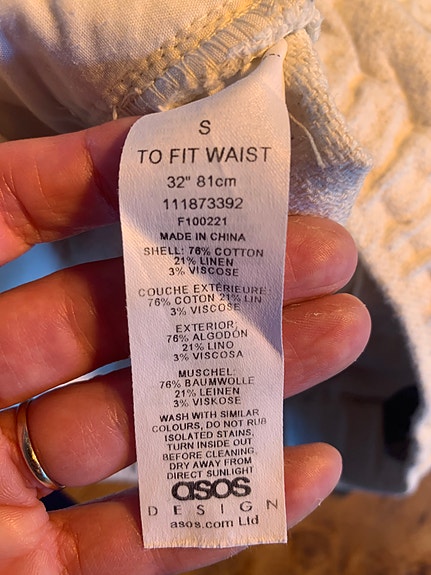 S
TO FIT WAIST
32" 81cm
111873392
F100221
MADE IN CHINA
SHELL: 76% COTTON
21% LINEN
3% VISCOSE
COUCHE EXTÉRIEURE:
76% COTON 21% LIN
3% VISCOSE
EXTERIOR:
76% ALGODÓN
21% LINO
3% VISCOSA
MUSCHEL:
76% BAUMWOLLE
21% LEINEN
3% VISKOSE
WASH WITH SIMILAR
COLOURS, DO NOT RUB
ISOLATED STAINS,
TURN INSIDE OUT
BEFORE CLEANING,
DRY AWAY FROM
DIRECT SUNLIGHT
asos
DESIGN
asos.com Ltd